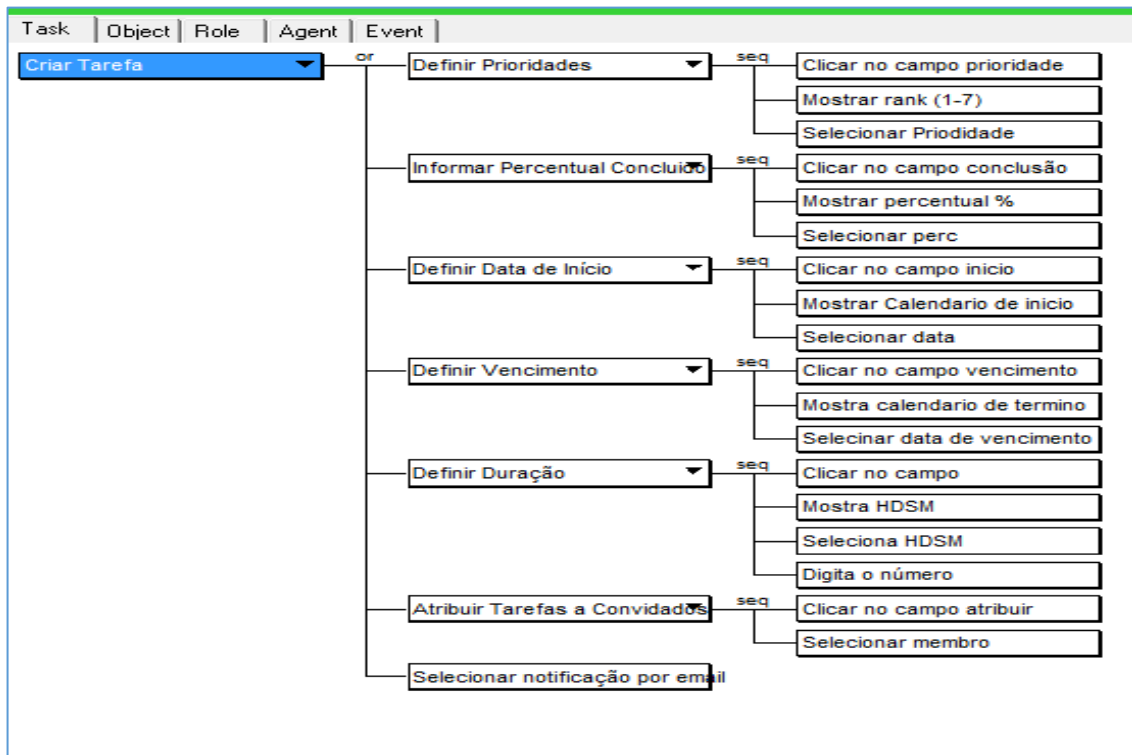 Task Object Role Agent Event
Criar Tarefa or Definir Prioridades seq Clicar no campo prioridade
Mostrar rank (1-7)
Selecionar Priodidade
Informar Percentual Concluido seq Clicar no campo conclusão
Mostrar percentual %
Selecionar perc
Definir Data de Início seq Clicar no campo inicio
Mostrar Calendario de inicio
Selecionar data
Definir Vencimento seq Clicar no campo vencimento
Mostra calendario de termino
Selecinar data de vencimento
Definir Duração seq Clicar no campo
Mostra HDSM
Seleciona HDSM
Digita o número
Atribuir Tarefas a Convidados seq Clicar no campo atribuir
Selecionar membro
Selecionar notificação por email